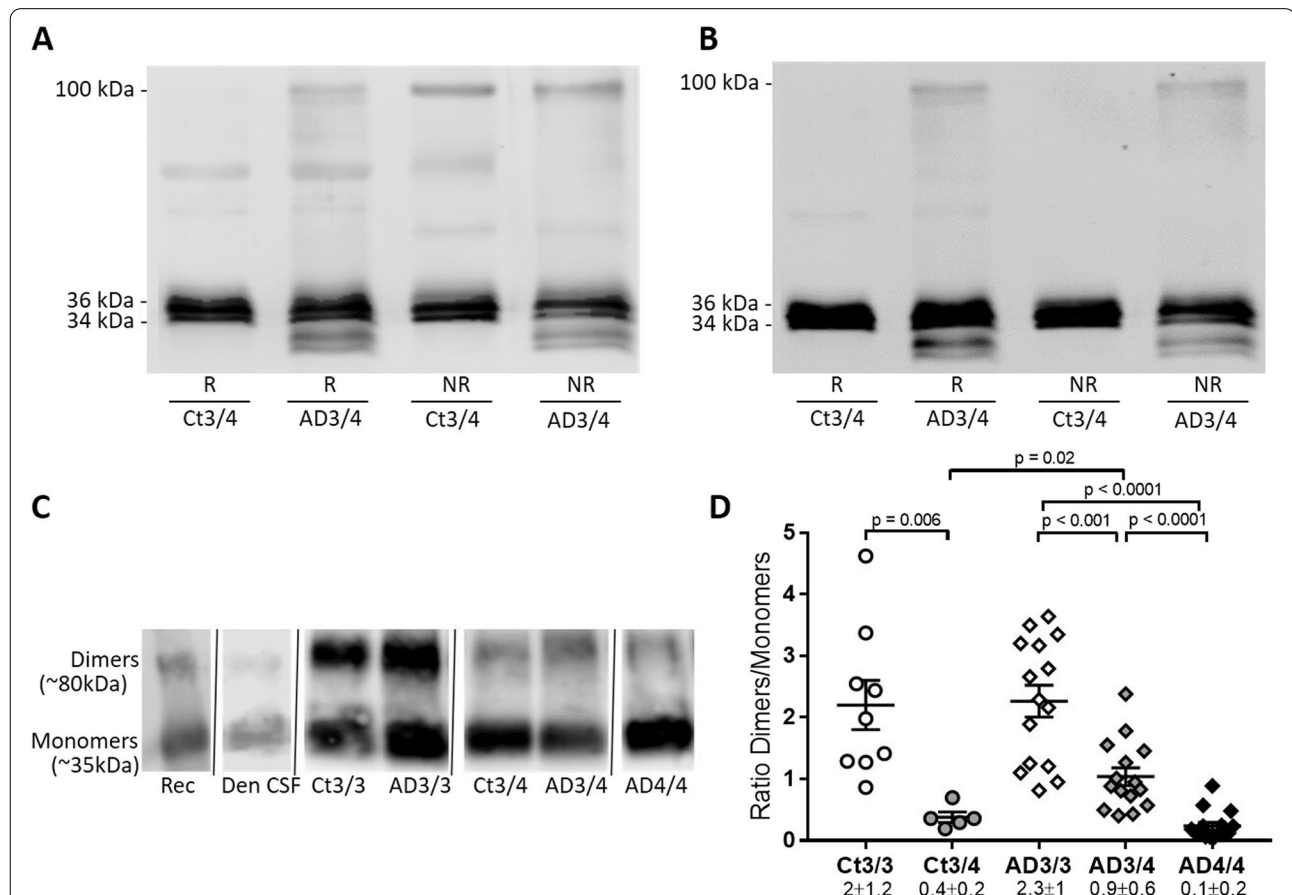 A
100 kDa -
36 kDa -
34 kDa -
R R NR NR
Ct3/4 AD3/4 Ct3/4 AD3/4
B
100 kDa -
36 kDa -
34 kDa -
R R NR NR
Ct3/4 AD3/4 Ct3/4 AD3/4
C
Dimers
(~80kDa)
Monomers
(~35kDa)
Rec Den CSF Ct3/3 AD3/3 Ct3/4 AD3/4 AD4/4
D
p = 0.02
p < 0.0001
p = 0.006 p < 0.001 p < 0.0001
Ratio Dimers/Monomers
5
4
3
2
1
0
Ct3/3 Ct3/4 AD3/3 AD3/4 AD4/4
2±1.2 0.4±0.2 2.3±1 0.9±0.6 0.1±0.2